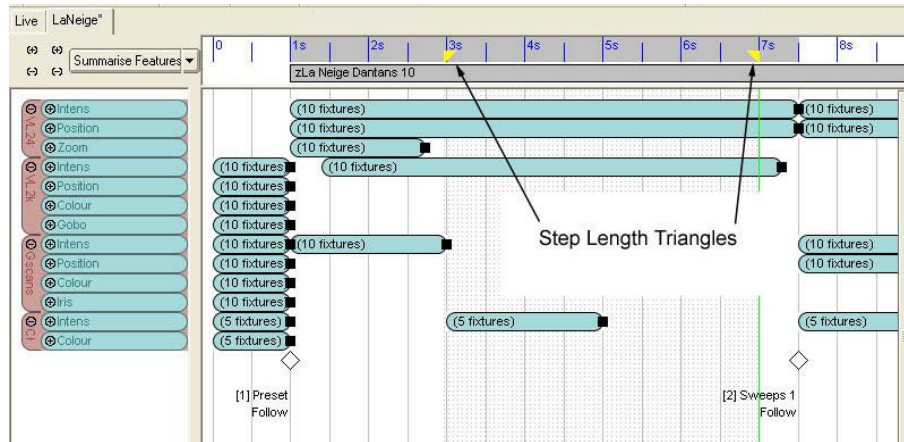 Live LaNeige*
Summarise Features
0 1s 2s 3s 4s 5s 6s 7s 8s
zLa Neige Dantans 10
VL24
Intens (10 fixtures) (10 fixtures)
Position (10 fixtures) (10 fixtures)
Zoom (10 fixtures)
VL2k
Intens (10 fixtures) (10 fixtures)
Position (10 fixtures)
Colour (10 fixtures)
Gobo (10 fixtures)
G scans
Intens (10 fixtures) (10 fixtures) (10 fixtures)
Position (10 fixtures) (10 fixtures)
Colour (10 fixtures)
Iris (10 fixtures)
Intens (5 fixtures) (5 fixtures) (5 fixtures)
Colour (5 fixtures)
Step Length Triangles
[1] Preset
Follow
[2] Sweeps 1
Follow